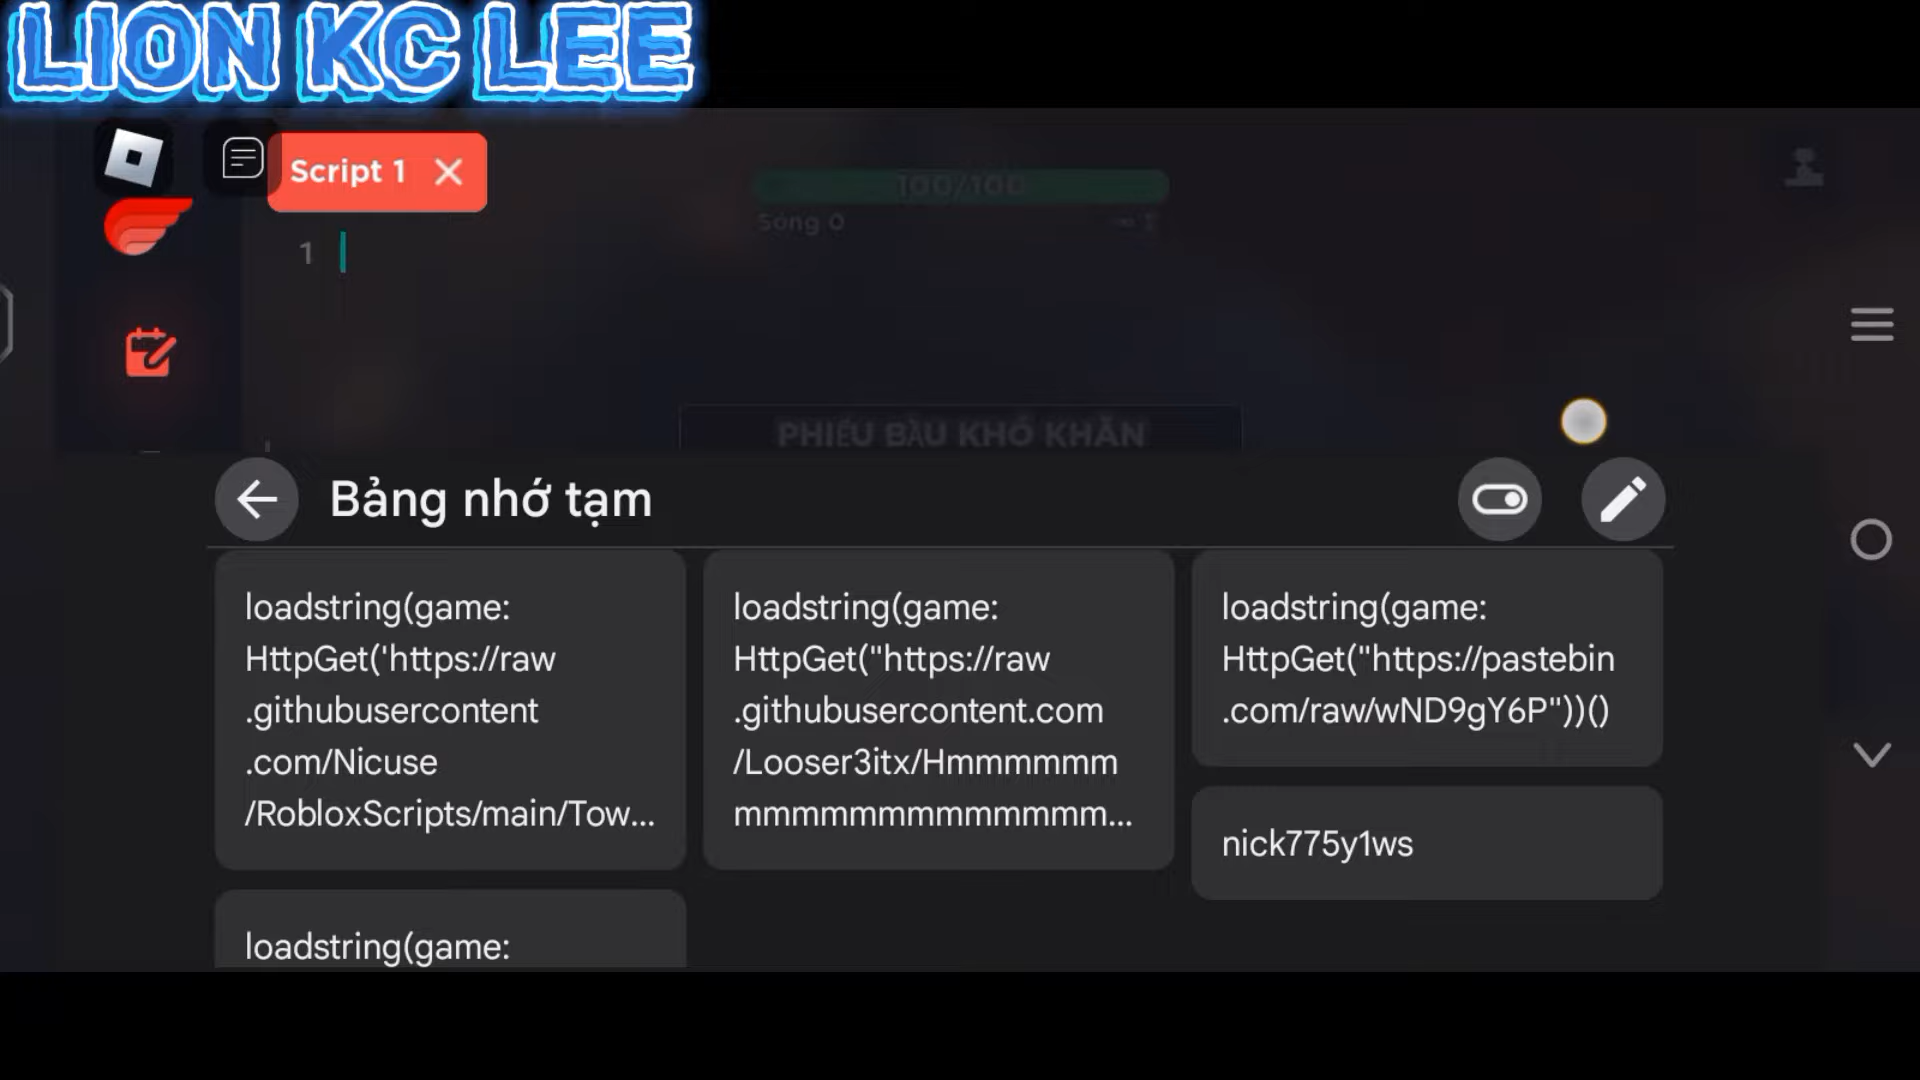 LION KC LEE
Script 1
100/100
Sóng 0
1
PHIẾU BẦU KHÓ KHĂN
Bảng nhớ tạm
loadstring(game:
HttpGet('https://raw
.githubusercontent
.com/Nicuse
/RobloxScripts/main/Tow...
loadstring(game:
HttpGet("https://raw
.githubusercontent.com
/Looser3itx/Hmmmmmm
mmmmmmmmmmmmm...
loadstring(game:
HttpGet("https://pastebin
.com/raw/wND9gY6P"))()
nick775y1ws
loadstring(game: